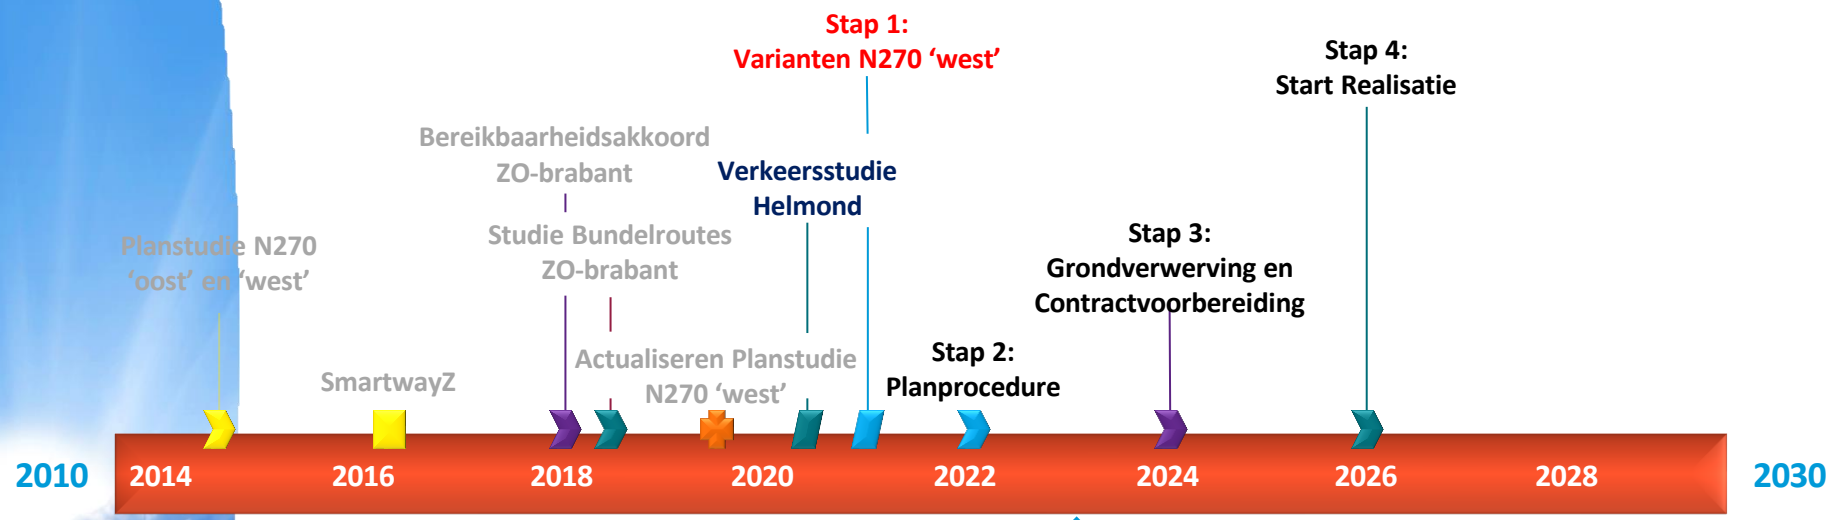 Stap 1:
Varianten N270 ‘west’
Stap 4:
Start Realisatie
Bereikbaarheidsakkoord
ZO-brabant
Verkeersstudie
Helmond
Planstudie N270
‘oost’ en ‘west’
Studie Bundelroutes
ZO-brabant
Stap 3:
Grondverwerving en
Contractvoorbereiding
SmartwayZ
Actualiseren Planstudie
N270 ‘west’
Stap 2:
Planprocedure
2010 2014 2016 2018 2020 2022 2024 2026 2028 2030